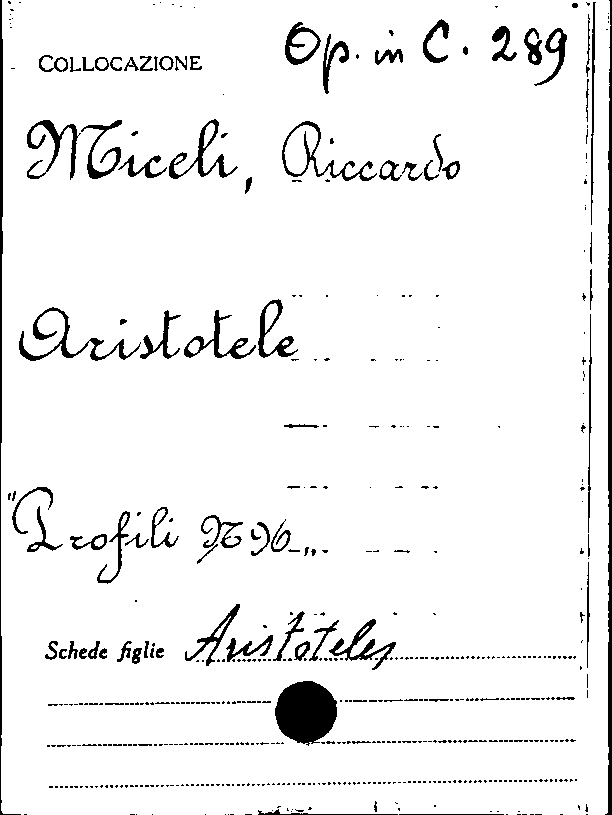 COLLOCAZIONE Op. in C. 289
Miceli, Riccardo
Aristotele
"Profili N 96„
Schede figlie Aristoteles